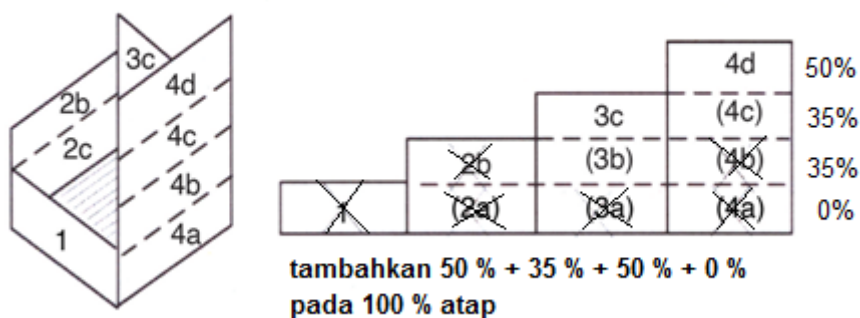 3c
2b
4d
2c
4c
4b
1
4a
4d 50%
3c (4c) 35%
2b (3b) (4b) 35%
1 (2a) (3a) (4a) 0%
tambahkan 50 % + 35 % + 50 % + 0 %
pada 100 % atap